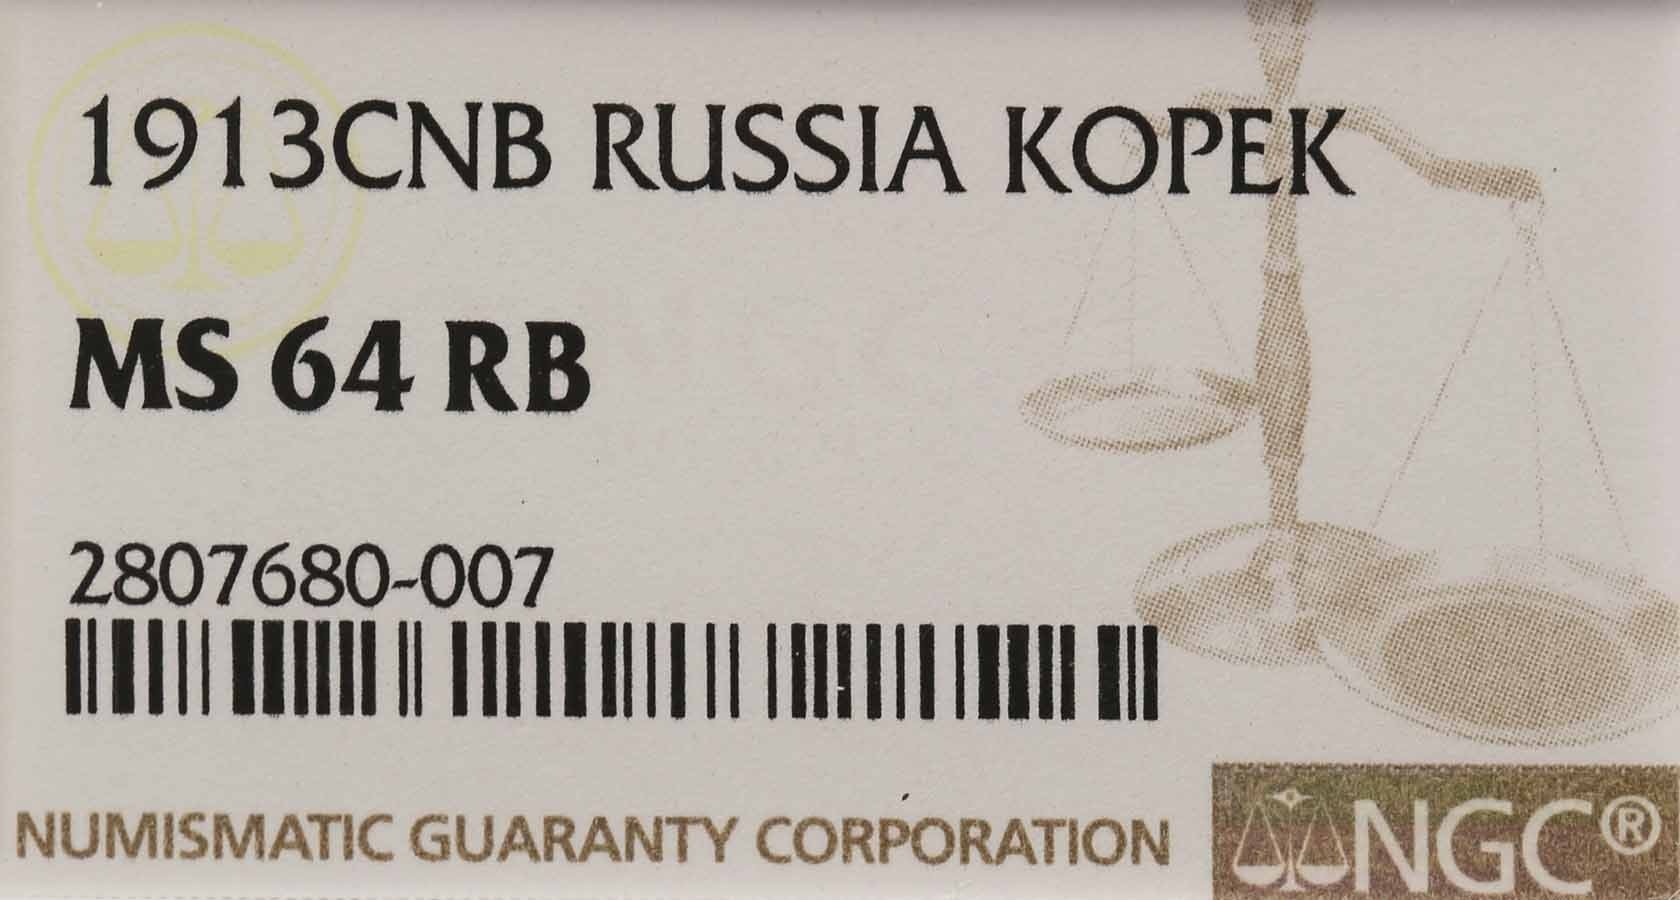 1913CNB RUSSIA KOPEK
MS 64 RB
2807680-007
NUMISMATIC GUARANTY CORPORATION
NGC®